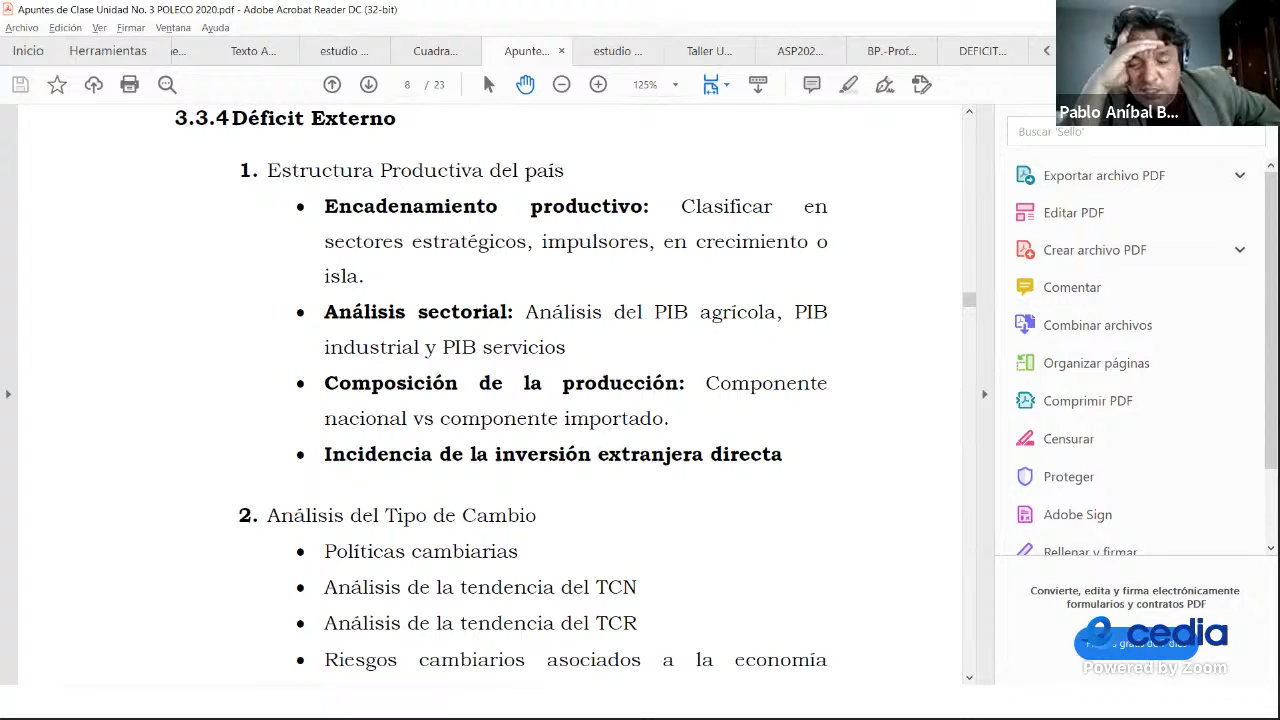 Apuntes de Clase Unidad No. 3 POLECO 2020.pdf - Adobe Acrobat Reader DC (32-bit)
Archivo Edición Ver Firmar Ventana Ayuda
Inicio Herramientas ne... Texto A... estudio ... Cuadra... Apunte... × estudio ... Taller U... ASP202... BP.-Prof... DEFICIT...
8 / 23 125%
Pablo Aníbal B...
Buscar 'Sello'
3.3.4 Déficit Externo
1. Estructura Productiva del país
• Encadenamiento productivo: Clasificar en
sectores estratégicos, impulsores, en crecimiento o
isla.
• Análisis sectorial: Análisis del PIB agrícola, PIB
industrial y PIB servicios
• Composición de la producción: Componente
nacional vs componente importado.
• Incidencia de la inversión extranjera directa
2. Análisis del Tipo de Cambio
• Políticas cambiarias
• Análisis de la tendencia del TCN
• Análisis de la tendencia del TCR
• Riesgos cambiarios asociados a la economía
Exportar archivo PDF
Editar PDF
Crear archivo PDF
Comentar
Combinar archivos
Organizar páginas
Comprimir PDF
Censurar
Proteger
Adobe Sign
Rellenar y firmar
Convierte, edita y firma electrónicamente
formularios y contratos PDF
cedia
Powered by Zoom